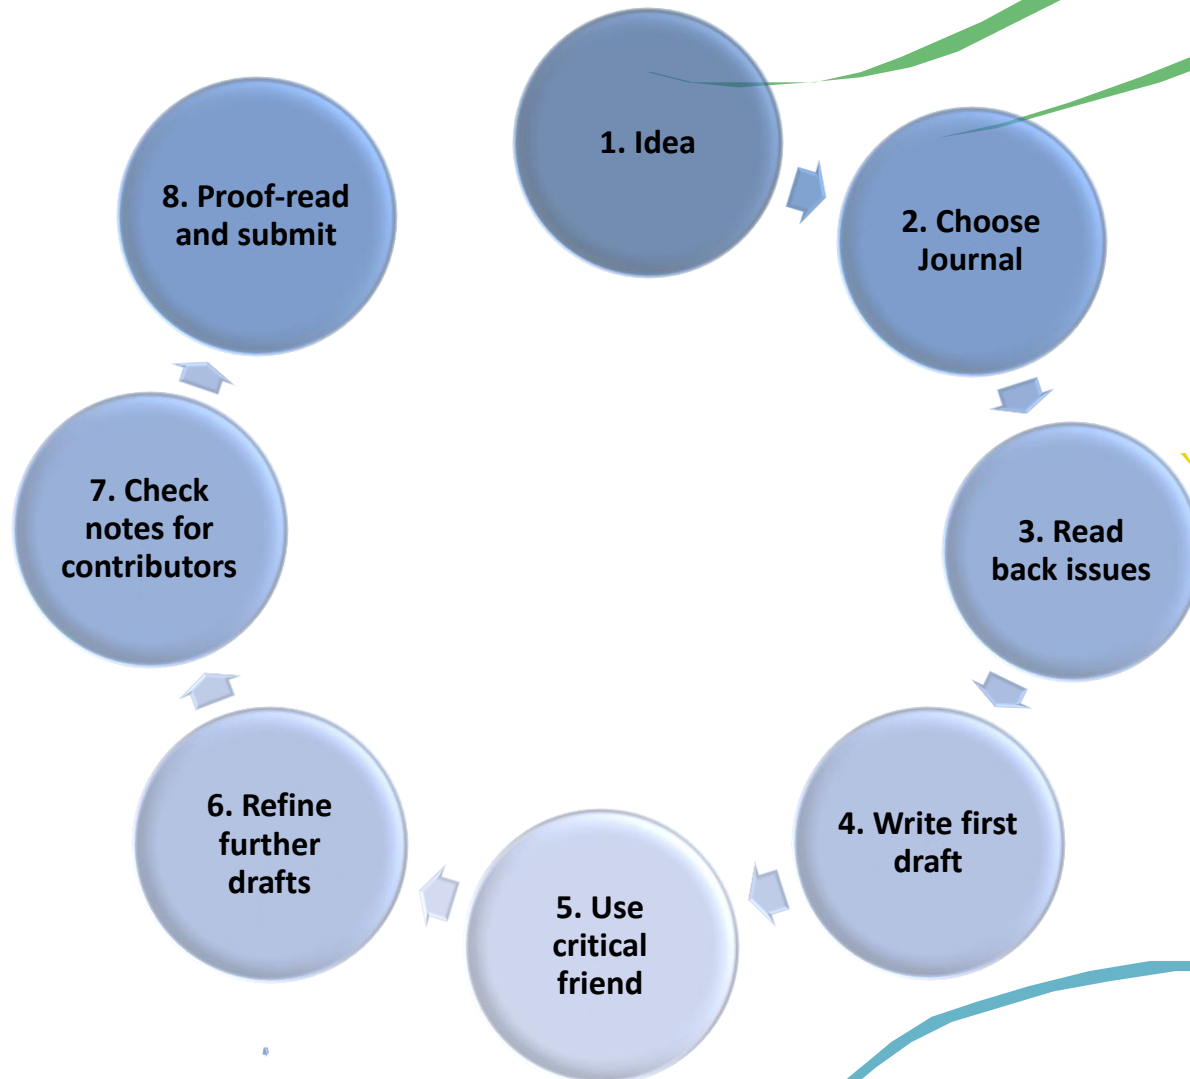 1. Idea
2. Choose
Journal
3. Read
back issues
4. Write first
draft
5. Use
critical
friend
6. Refine
further
drafts
7. Check
notes for
contributors
8. Proof-read
and submit